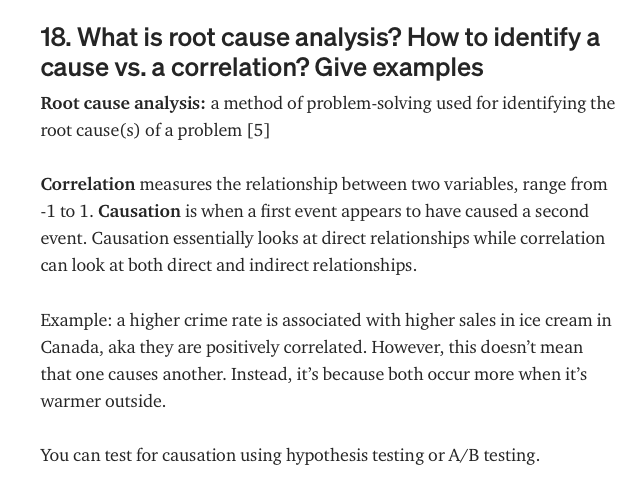 18. What is root cause analysis? How to identify a
cause vs. a correlation? Give examples
Root cause analysis: a method of problem-solving used for identifying the
root cause(s) of a problem [5]
Correlation measures the relationship between two variables, range from
-1 to 1. Causation is when a first event appears to have caused a second
event. Causation essentially looks at direct relationships while correlation
can look at both direct and indirect relationships.
Example: a higher crime rate is associated with higher sales in ice cream in
Canada, aka they are positively correlated. However, this doesn’t mean
that one causes another. Instead, it’s because both occur more when it’s
warmer outside.
You can test for causation using hypothesis testing or A/B testing.